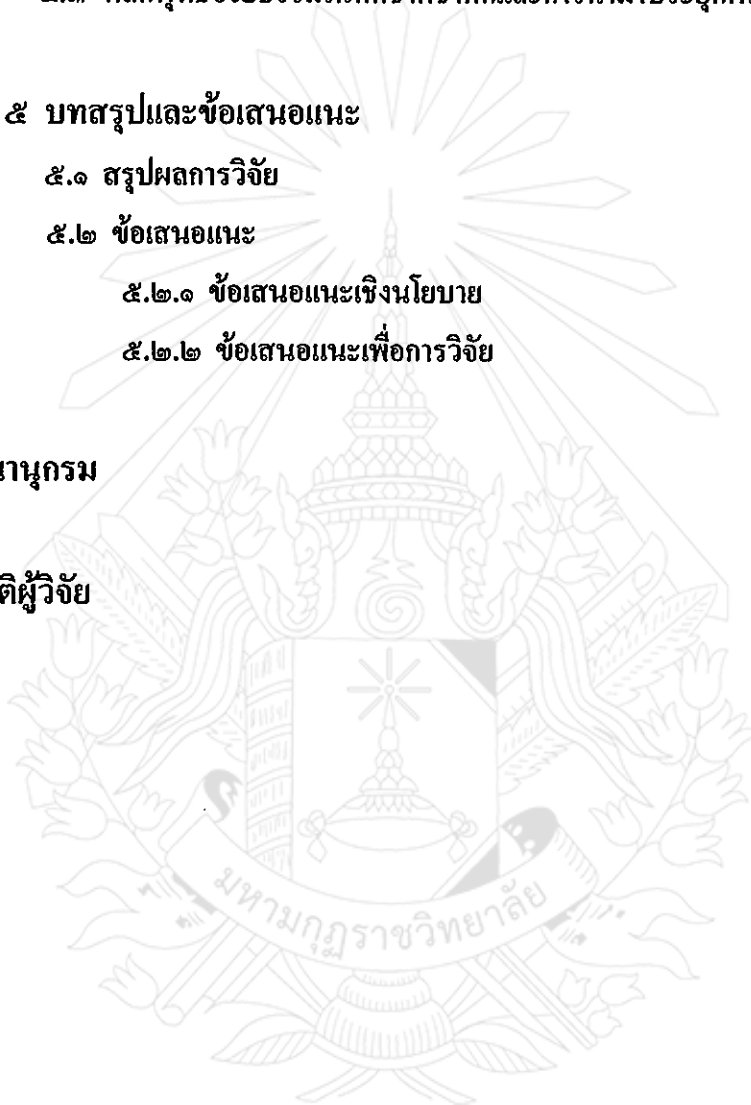 ๕ บทสรุปและข้อเสนอแนะ
๕.๑ สรุปผลการวิจัย
๕.๒ ข้อเสนอแนะ
๕.๒.๑ ข้อเสนอแนะเชิงนโยบาย
๕.๒.๒ ข้อเสนอแนะเพื่อการวิจัย
นานุกรม
ติผู้วิจัย
มหามกุฏราชวิทยาลัย